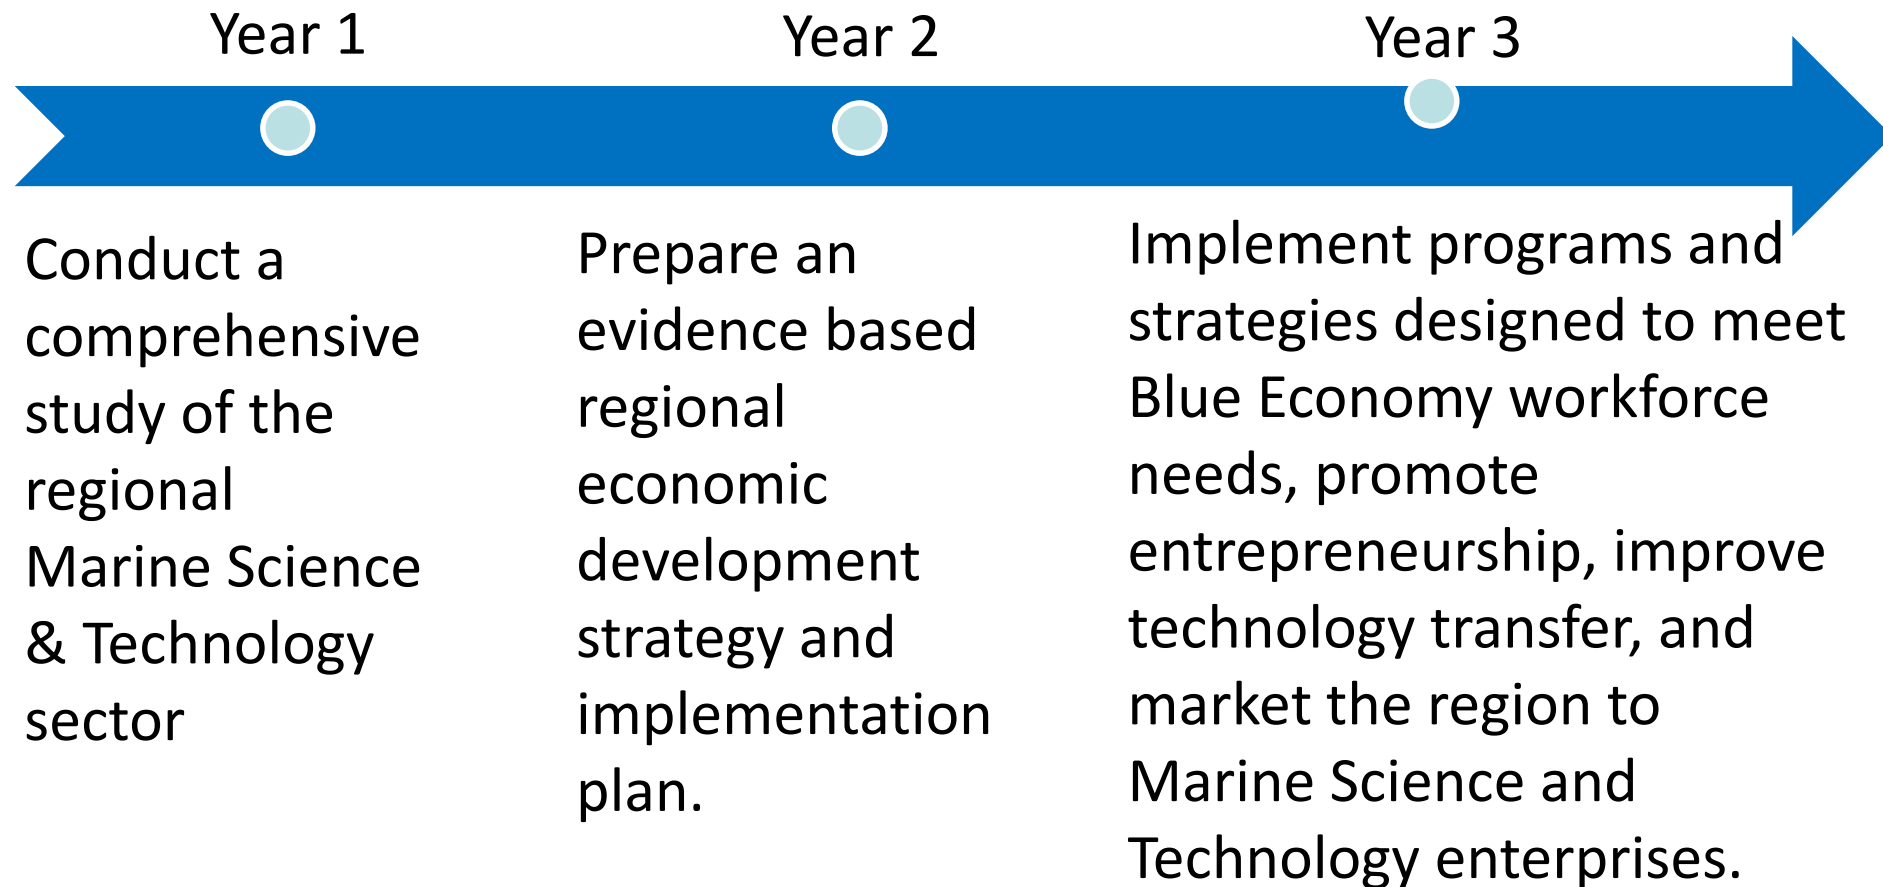 Year 1
Conduct a
comprehensive
study of the
regional
Marine Science
& Technology
sector
Year 2
Prepare an
evidence based
regional
economic
development
strategy and
implementation
plan.
Year 3
Implement programs and
strategies designed to meet
Blue Economy workforce
needs, promote
entrepreneurship, improve
technology transfer, and
market the region to
Marine Science and
Technology enterprises.